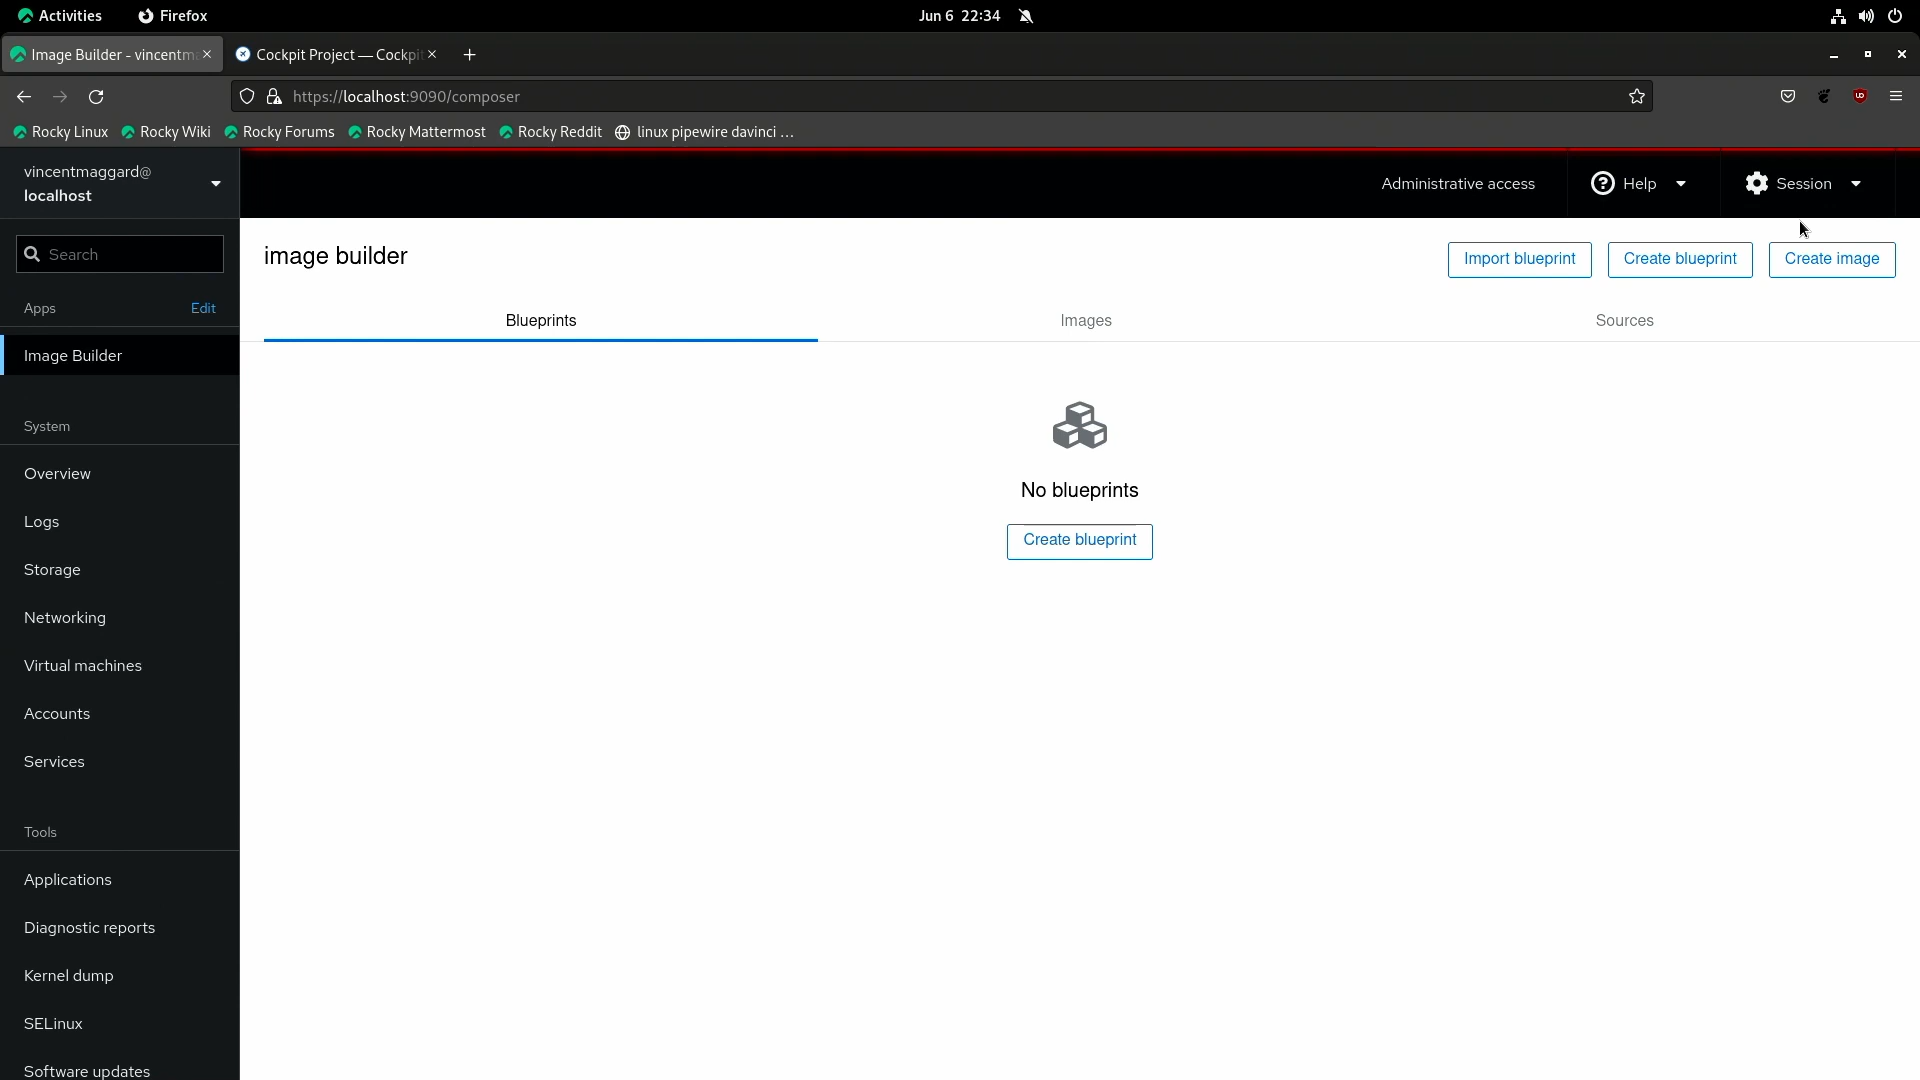 Activities
Firefox
Jun 6 22:34
Image Builder - vincentm
Cockpit Project — Cockpit
https://localhost:9090/composer
Rocky Linux
Rocky Wiki
Rocky Forums
Rocky Mattermost
Rocky Reddit
linux pipewire davinci ...
vincentmaggard@
localhost
Administrative access
Help
Session
Search
image builder
Import blueprint
Create blueprint
Create image
Apps
Edit
Blueprints
Images
Sources
Image Builder
System
Overview
Logs
Storage
Networking
Virtual machines
Accounts
Services
No blueprints
Create blueprint
Tools
Applications
Diagnostic reports
Kernel dump
SELinux
Software updates